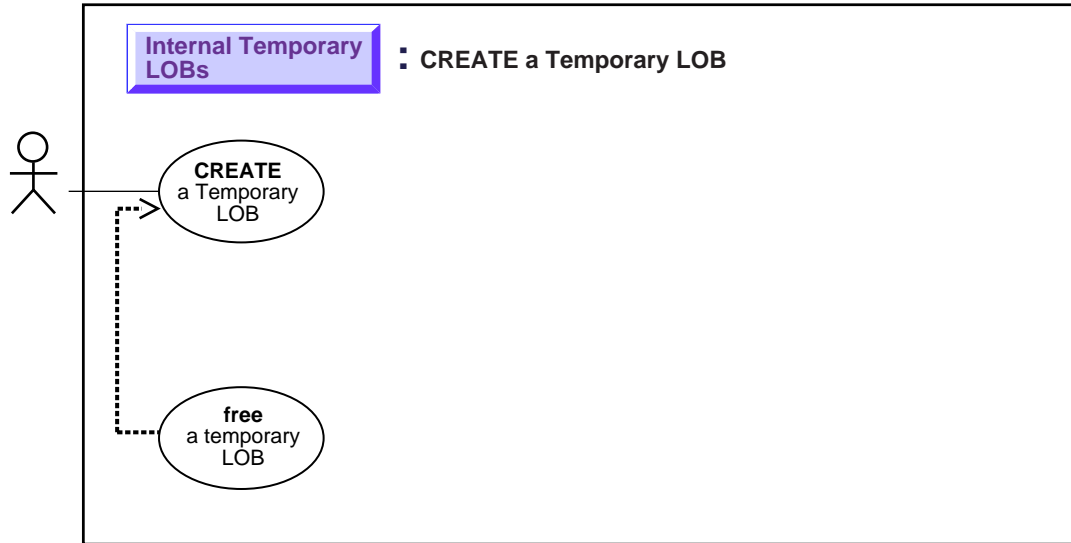 Internal Temporary
LOBs
: CREATE a Temporary LOB
CREATE
a Temporary
LOB
free
a temporary
LOB